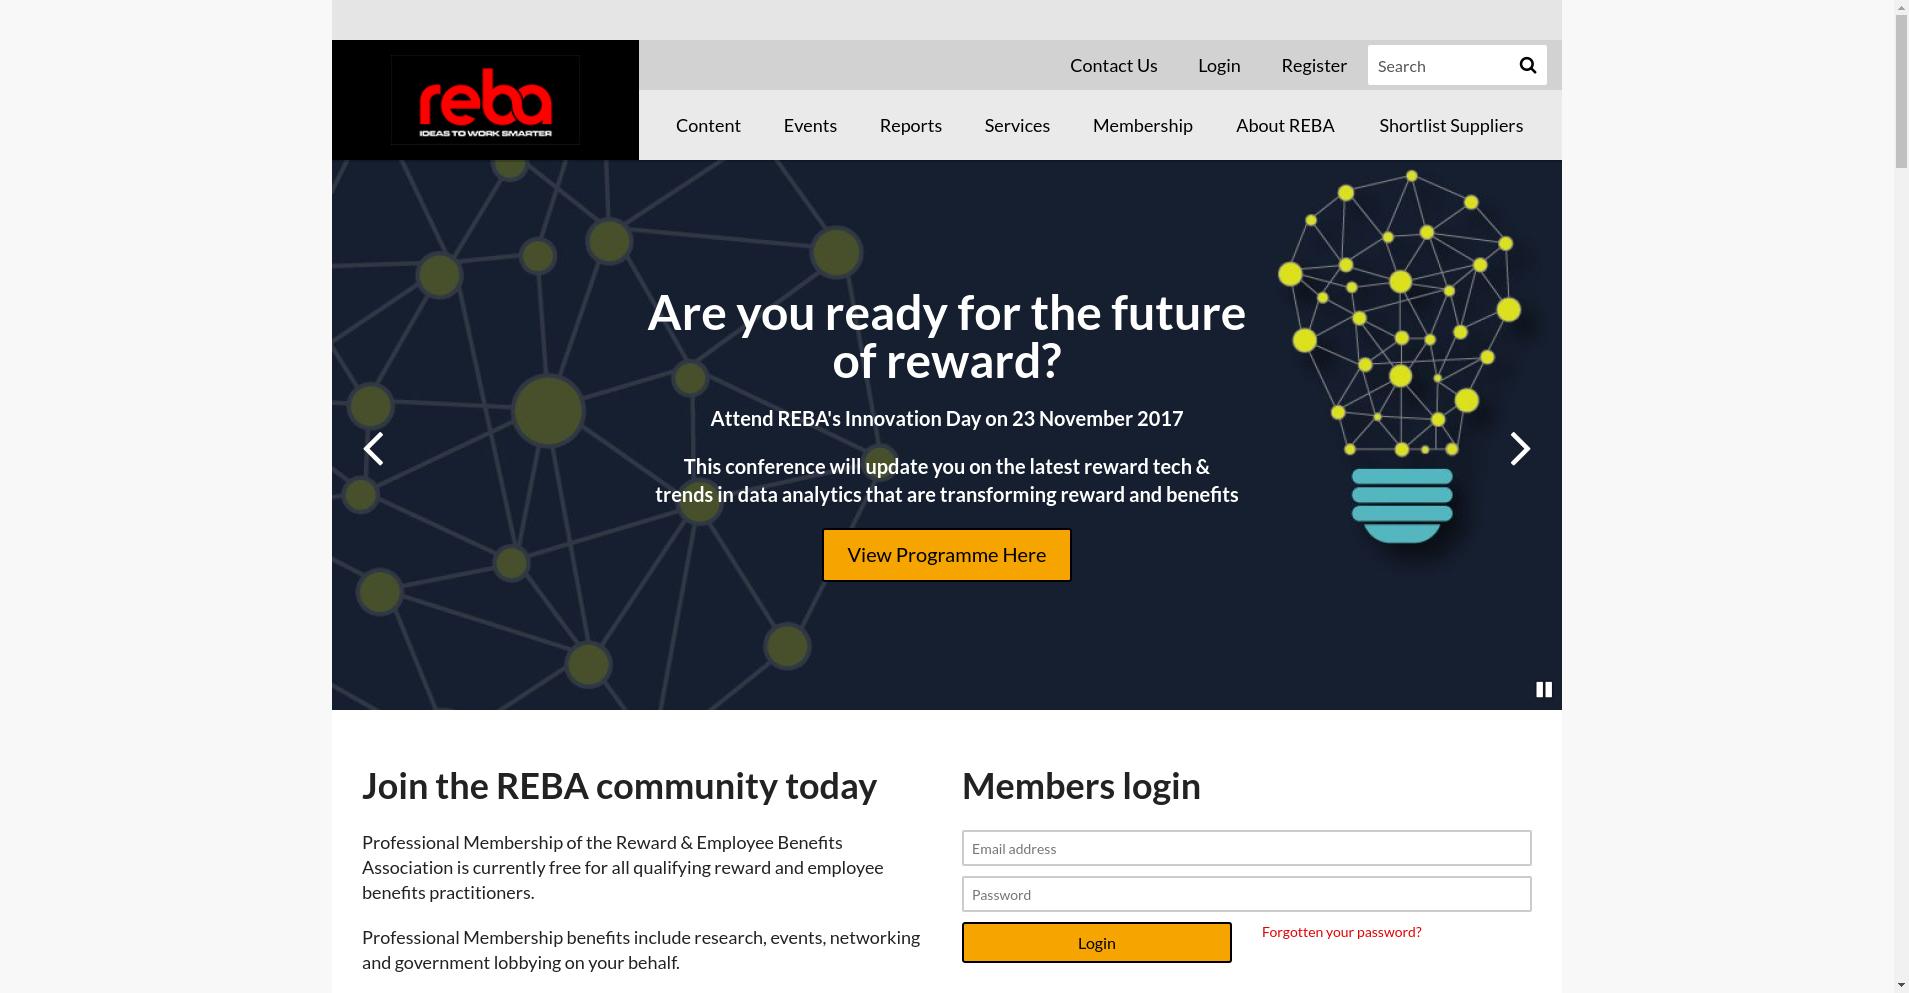 reba
IDEAS TO WORK SMARTER
Contact Us
Login
Register
Search
Content
Events
Reports
Services
Membership
About REBA
Shortlist Suppliers
Are you ready for the future
of reward?
Attend REBA's Innovation Day on 23 November 2017
This conference will update you on the latest reward tech &
trends in data analytics that are transforming reward and benefits
View Programme Here
Join the REBA community today
Professional Membership of the Reward & Employee Benefits
Association is currently free for all qualifying reward and employee
benefits practitioners.
Professional Membership benefits include research, events, networking
and government lobbying on your behalf.
Members login
Email address
Password
Login
Forgotten your password?